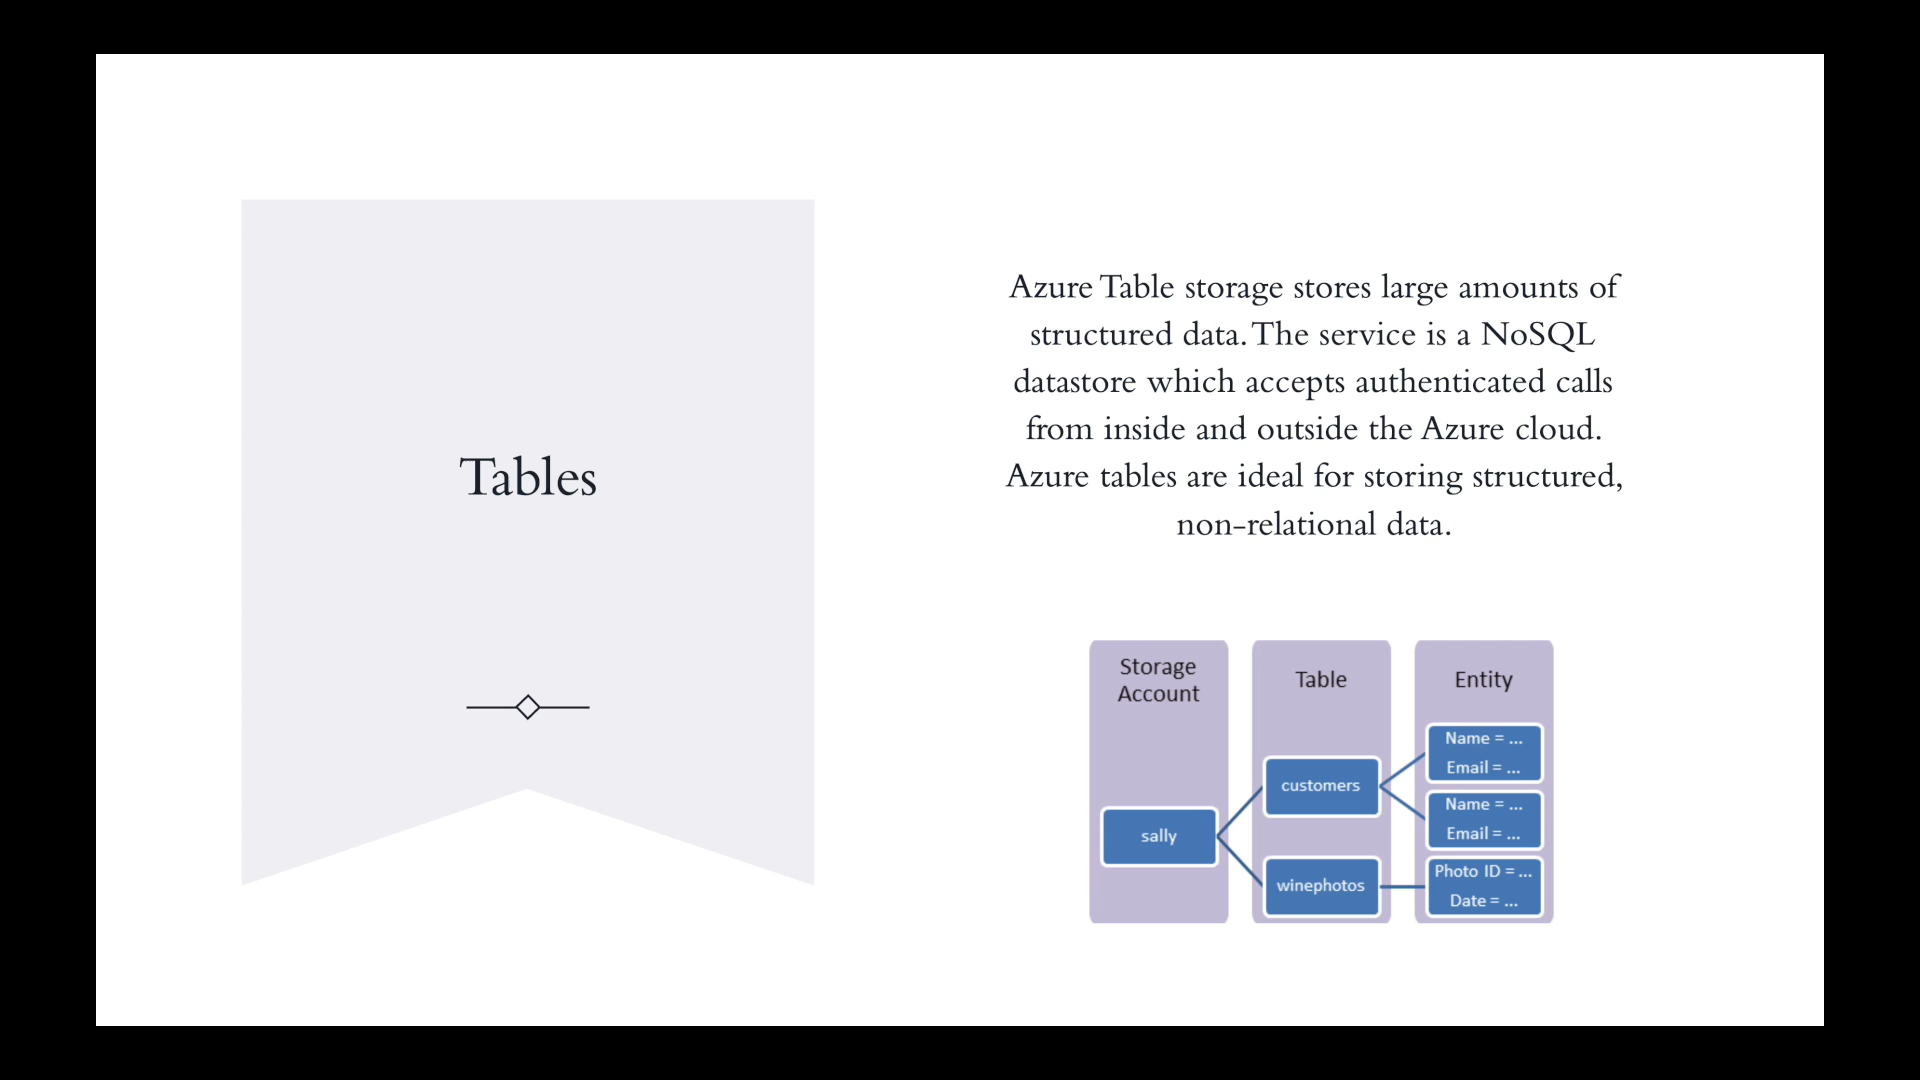 Tables
Azure Table storage stores large amounts of
structured data. The service is a NoSQL
datastore which accepts authenticated calls
from inside and outside the Azure cloud.
Azure tables are ideal for storing structured,
non-relational data.
Storage
Account
sally
Table
customers
winephotos
Entity
Name = ...
Email = ...
Name = ...
Email = ...
Photo ID = ...
Date = ...